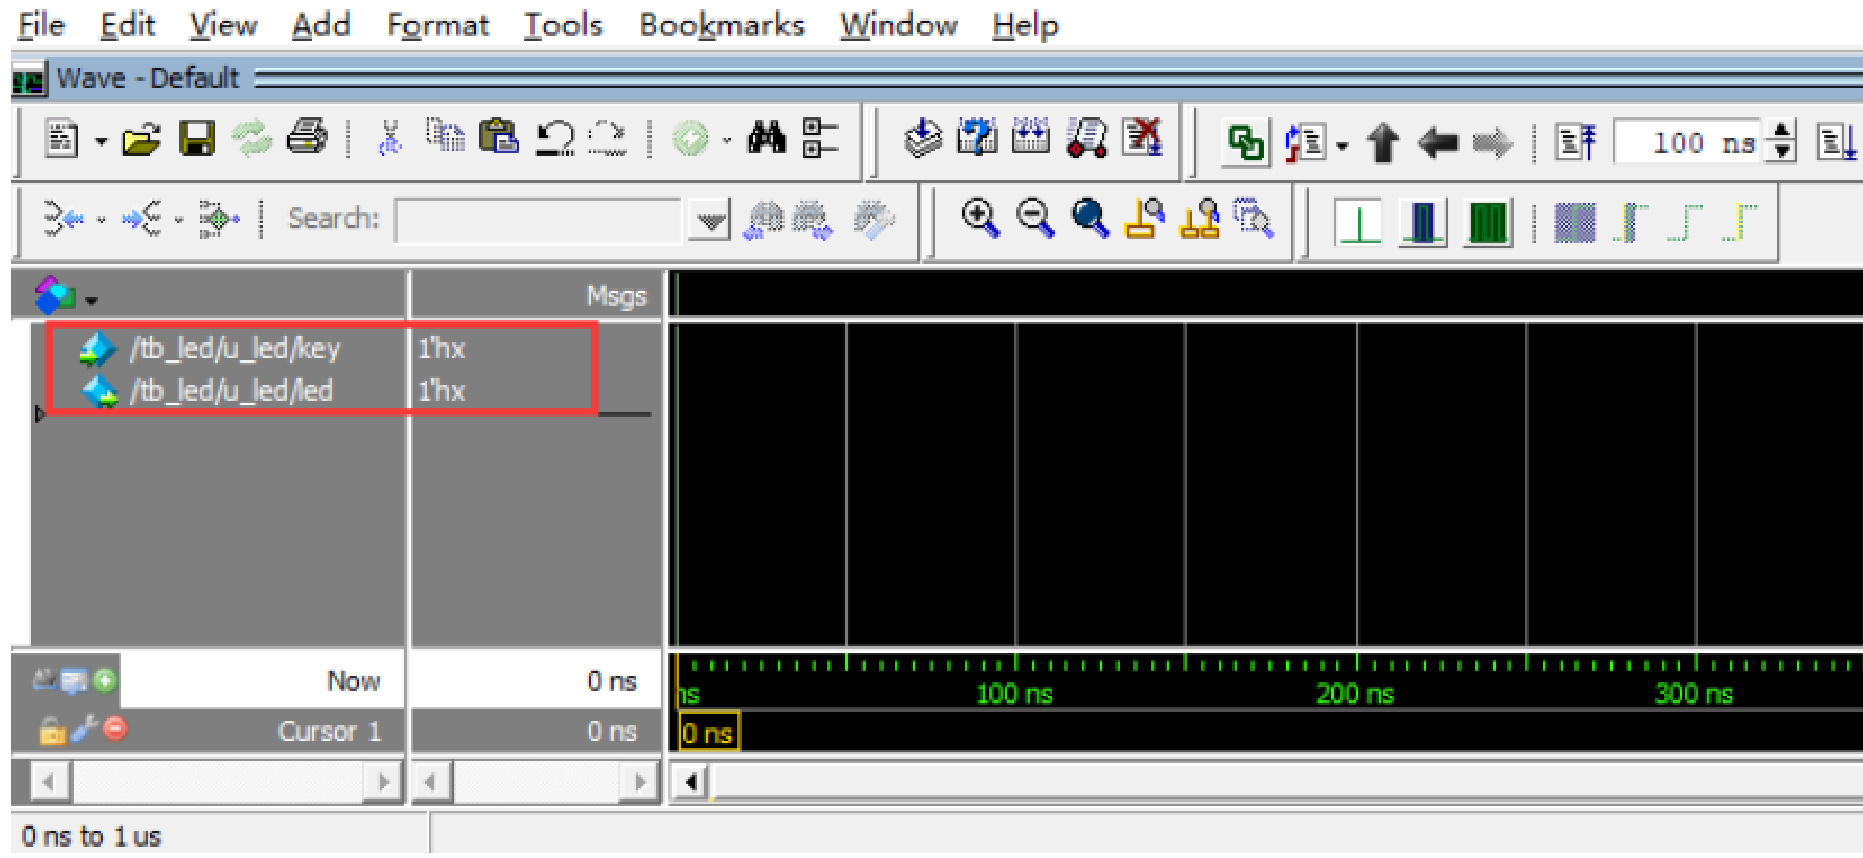 File Edit View Add Format Tools Bookmarks Window Help
Wave - Default
100 ns
Search:
Msgs
/tb_led/u_led/key 1'hx
/tb_led/u_led/led 1'hx
Now 0 ns
ns 100 ns 200 ns 300 ns
Cursor 1 0 ns 0 ns
0 ns to 1 us